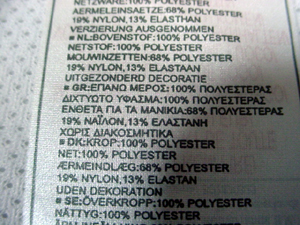 NETZWARE:100% POLYESTER
AERMELEINSAETZE:68% POLYESTER
19% NYLON,13% ELASTHAN
VERZIERUNG AUSGENOMMEN
■ NL:BOVENSTOF:100% POLYESTER
NETSTOF:100% POLYESTER
MOUWINZETTEN:68% POLYESTER
19% NYLON,13% ELASTAAN
UITGEZONDERD DECORATIE
■ GR:ΕΠΑΝΩ ΜΕΡΟΣ:100% ΠΟΛΥΕΣΤΕΡΑΣ
ΔΙΧΤΥΩΤΟ ΥΦΑΣΜΑ:100% ΠΟΛΥΕΣΤΕΡΑΣ
ΕΝΘΕΤΑ ΓΙΑ ΤΑ ΜΑΝΙΚΙΑ:68% ΠΟΛΥΕΣΤΕΡΑΣ
19% ΝΑΪΛΟΝ,13% ΕΛΑΣΤΑΝΗ
ΧΩΡΙΣ ΔΙΑΚΟΣΜΗΤΙΚΑ
■ DK:KROP:100% POLYESTER
NET:100% POLYESTER
ÆRMEINDLÆG:68% POLYESTER
19% NYLON,13% ELASTAN
UDEN DEKORATION
■ SE:ÖVERKROPP:100% POLYESTER
NÄTTYG:100% POLYESTER